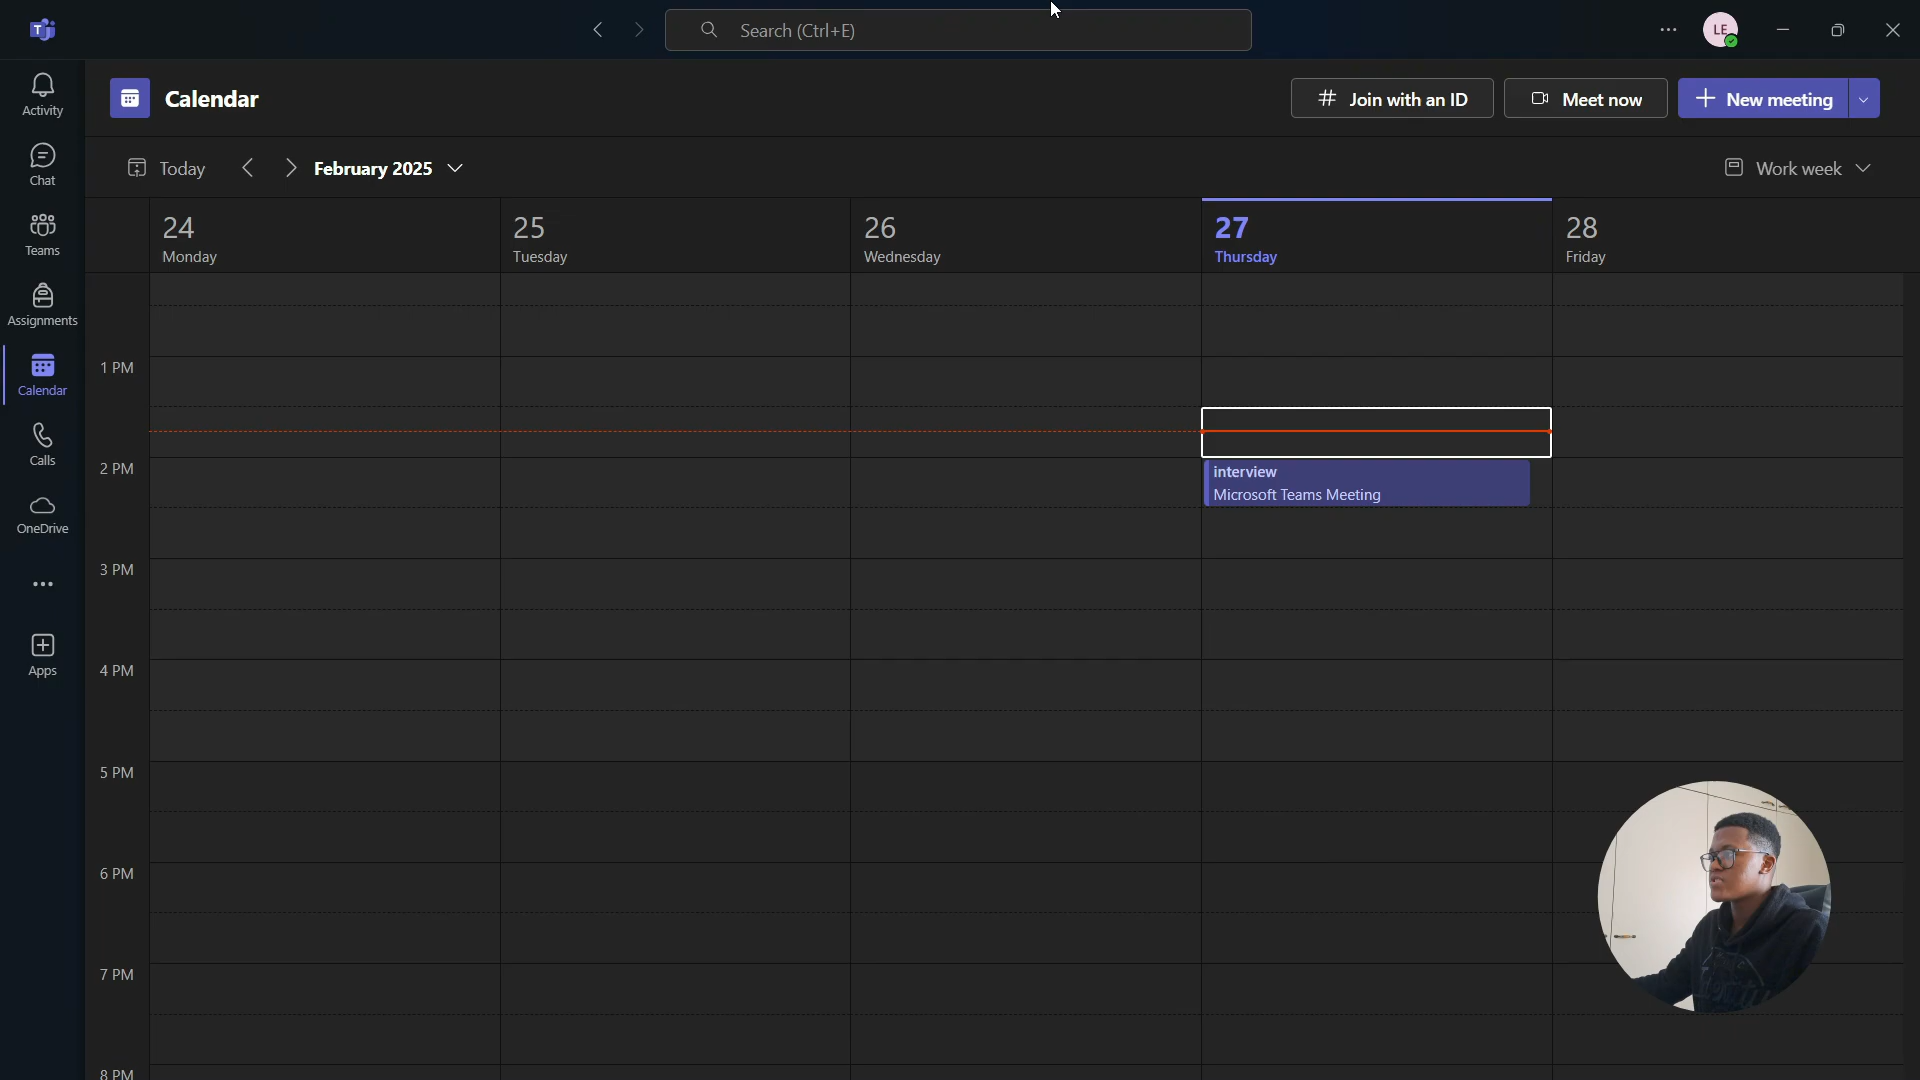 Search (Ctrl+E)
LE
Activity
Chat
Teams
Assignments
Calendar
Calls
OneDrive
Apps
Calendar
# Join with an ID
Meet now
+ New meeting
Today
February 2025
Work week
24
Monday
25
Tuesday
26
Wednesday
27
Thursday
28
Friday
1 PM
2 PM
interview
Microsoft Teams Meeting
3 PM
4 PM
5 PM
6 PM
7 PM
8 PM